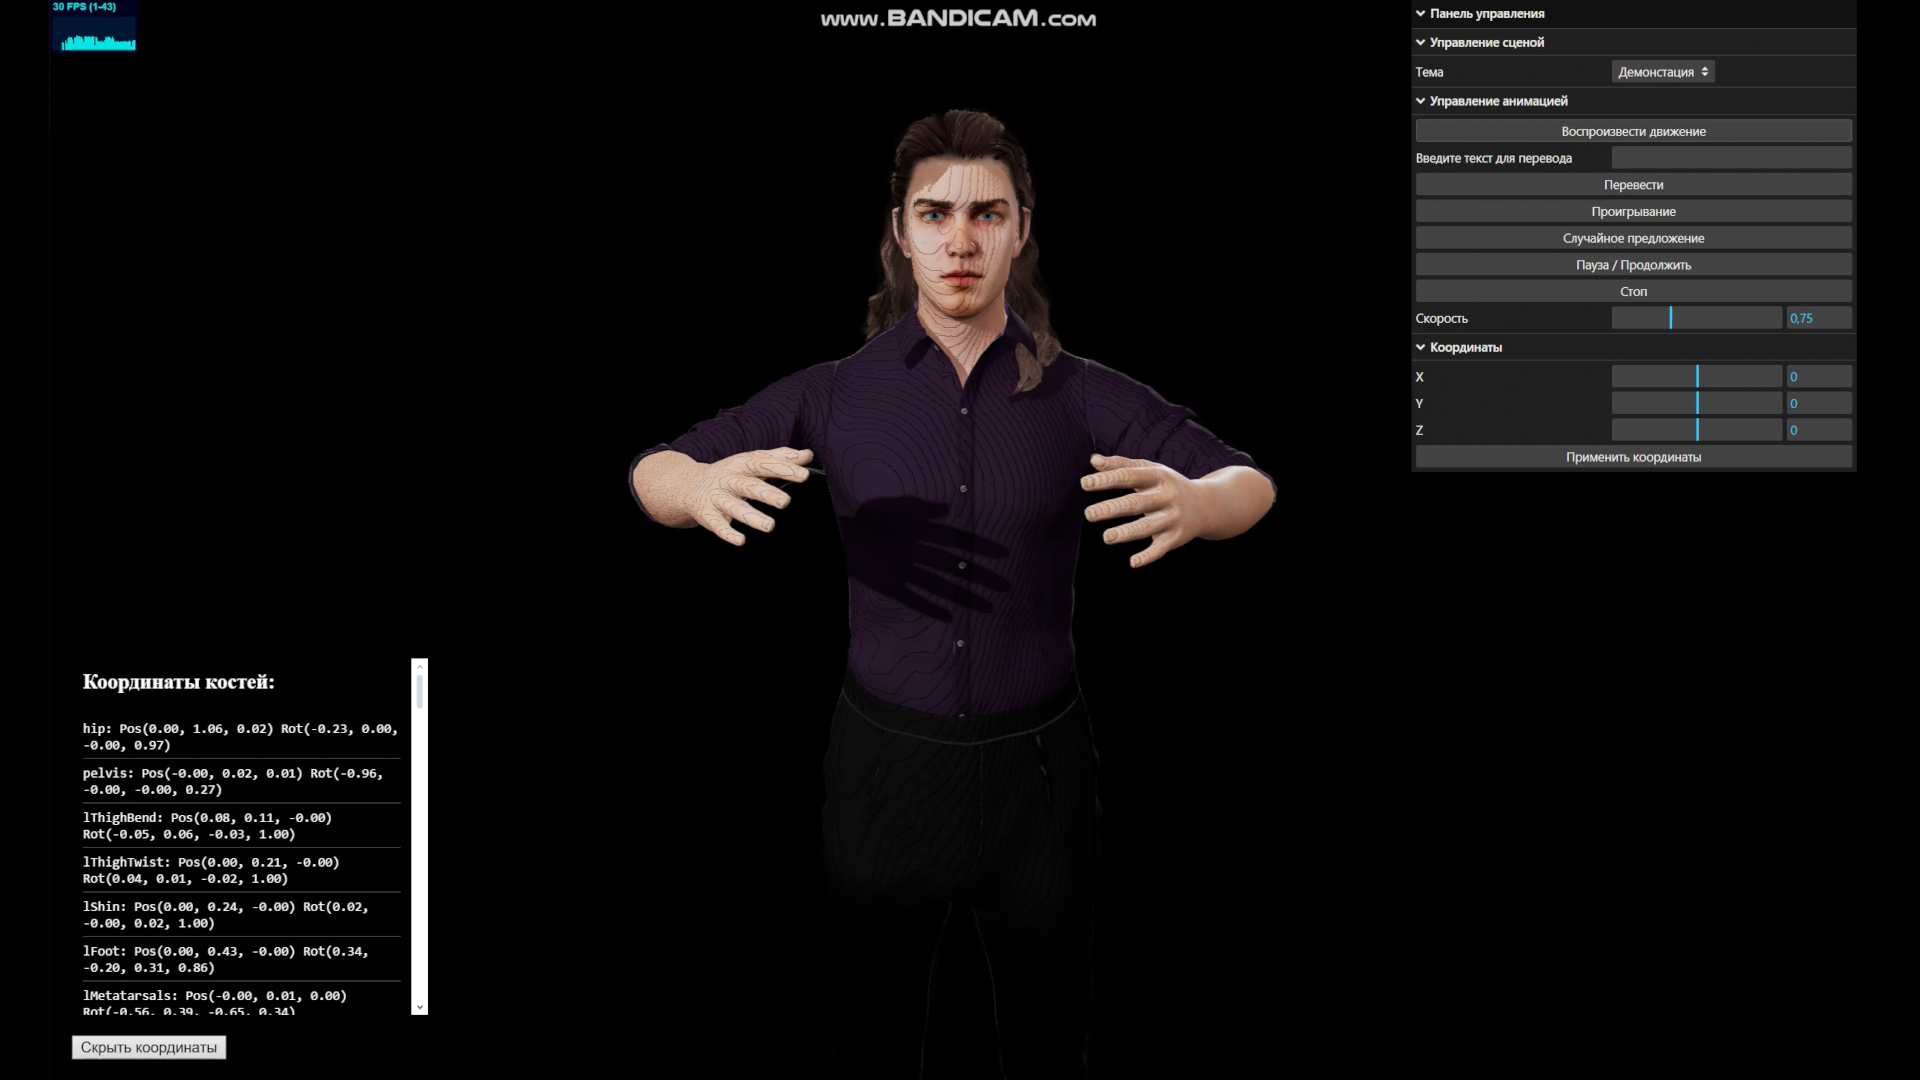 30 FPS (1-43)
www.BANDICAM.com
Панель управления
Управление сценой
Тема
Демонстация
Управление анимацией
Воспроизвести движение
Введите текст для перевода
Перевести
Проигрывание
Случайное предложение
Пауза / Продолжить
Стоп
Скорость
0,75
Координаты
X
0
Y
0
Z
0
Применить координаты
Координаты костей:
hip: Pos(0.00, 1.06, 0.02) Rot(-0.23, 0.00,
-0.00, 0.97)
pelvis: Pos(-0.00, 0.02, 0.01) Rot(-0.96,
-0.00, -0.00, 0.27)
lThighBend: Pos(0.08, 0.11, -0.00)
Rot(-0.05, 0.06, -0.03, 1.00)
lThighTwist: Pos(0.00, 0.21, -0.00)
Rot(0.04, 0.01, -0.02, 1.00)
lShin: Pos(0.00, 0.24, -0.00) Rot(0.02,
-0.00, 0.02, 1.00)
lFoot: Pos(0.00, 0.43, -0.00) Rot(0.34,
-0.20, 0.31, 0.86)
lMetatarsals: Pos(-0.00, 0.01, 0.00)
Rot(-0.56, 0.39, -0.65, 0.34)
Скрыть координаты